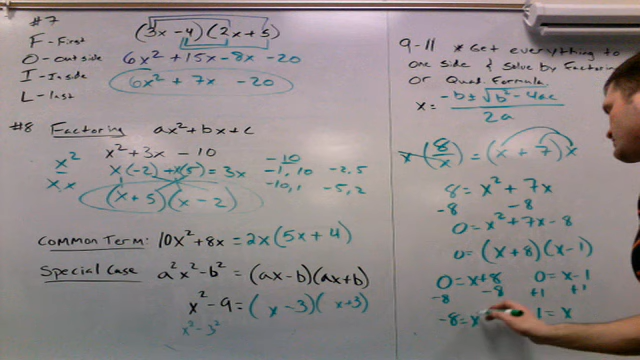 #7
(3x - 4)(2x + 5)
F - First
O - outside 6x² + 15x - 8x - 20
I - Inside 6x² + 7x - 20
L - last
#8 Factoring ax² + bx + c
x² x² + 3x - 10
x, x x(-2) + x(5) = 3x
(x + 5)(x - 2)
-10
-1, 10 -2, 5
-10, 1 -5, 2
Common Term: 10x² + 8x = 2x(5x + 4)
Special Case a²x² - b² = (ax - b)(ax + b)
x² - 9 = (x - 3)(x + 3)
x² - 3²
9-11 * Get everything to
one side & solve by Factoring
or Quad. Formula
x = -b ± √b² - 4ac
2a
x(8/x) = (x + 7)x
8 = x² + 7x
-8 -8
0 = x² + 7x - 8
0 = (x + 8)(x - 1)
0 = x + 8 0 = x - 1
-8 -8 +1 +1
-8 = x 1 = x